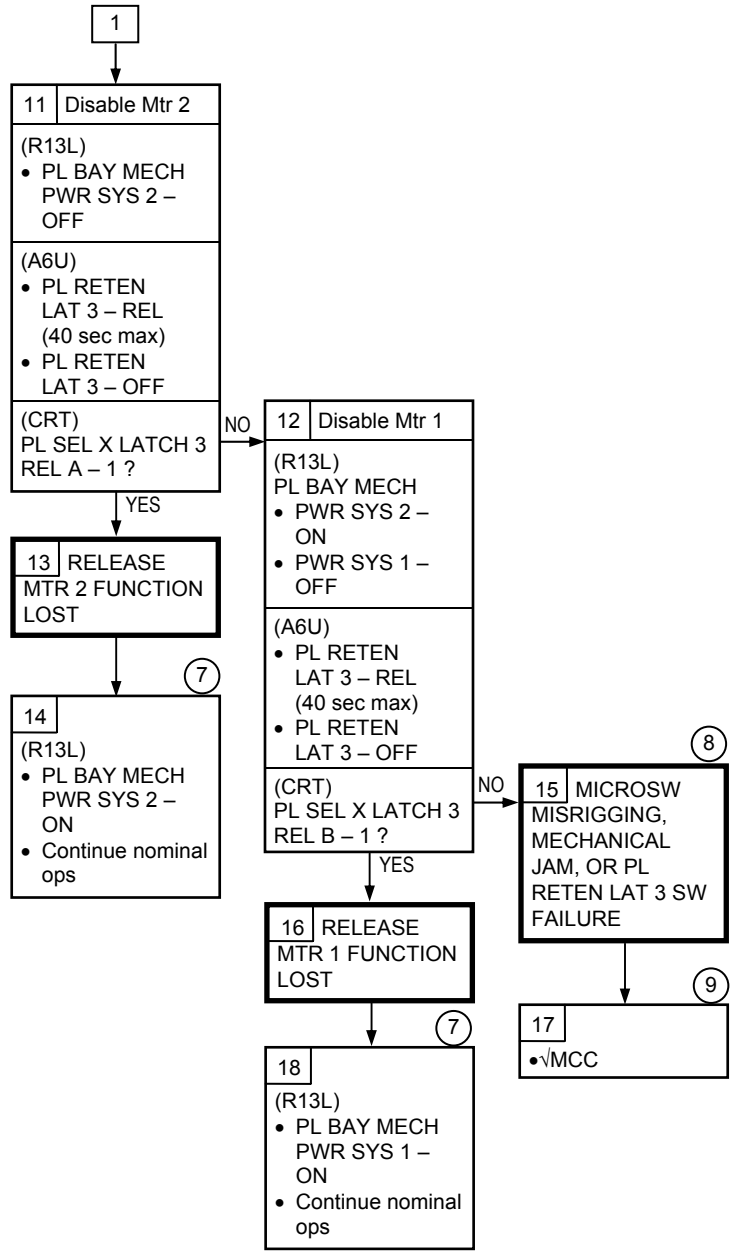 1
11 Disable Mtr 2
(R13L)
• PL BAY MECH
PWR SYS 2 –
OFF
(A6U)
• PL RETEN
LAT 3 – REL
(40 sec max)
• PL RETEN
LAT 3 – OFF
(CRT)
PL SEL X LATCH 3
REL A – 1 ?
NO
YES
12 Disable Mtr 1
(R13L)
PL BAY MECH
• PWR SYS 2 –
ON
• PWR SYS 1 –
OFF
(A6U)
• PL RETEN
LAT 3 – REL
(40 sec max)
• PL RETEN
LAT 3 – OFF
(CRT)
PL SEL X LATCH 3
REL B – 1 ?
NO
YES
13 RELEASE
MTR 2 FUNCTION
LOST
7
14
(R13L)
• PL BAY MECH
PWR SYS 2 –
ON
• Continue nominal
ops
8
15 MICROSW
MISRIGGING,
MECHANICAL
JAM, OR PL
RETEN LAT 3 SW
FAILURE
16 RELEASE
MTR 1 FUNCTION
LOST
9
17
•√MCC
7
18
(R13L)
• PL BAY MECH
PWR SYS 1 –
ON
• Continue nominal
ops